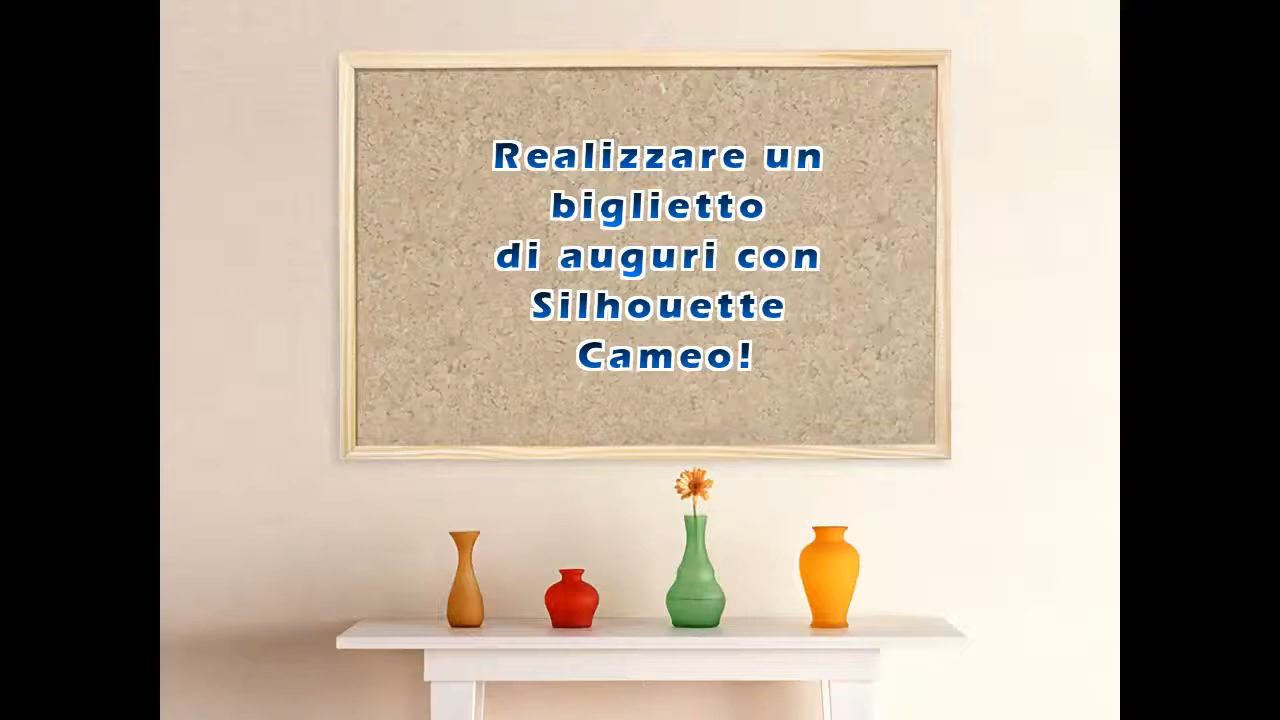 Realizzare un
biglietto
di auguri con
Silhouette
Cameo!